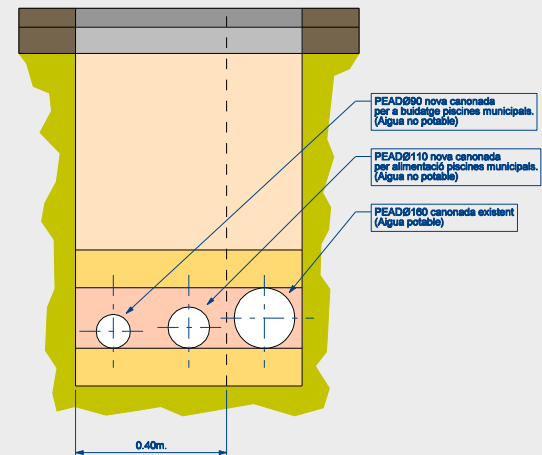 PEADØ90 nova canonada
per a buidatge piscines municipals.
(Aigua no potable)
PEADØ110 nova canonada
per alimentació piscines municipals.
(Aigua no potable)
PEADØ160 canonada existent
(Aigua potable)
0.40m.